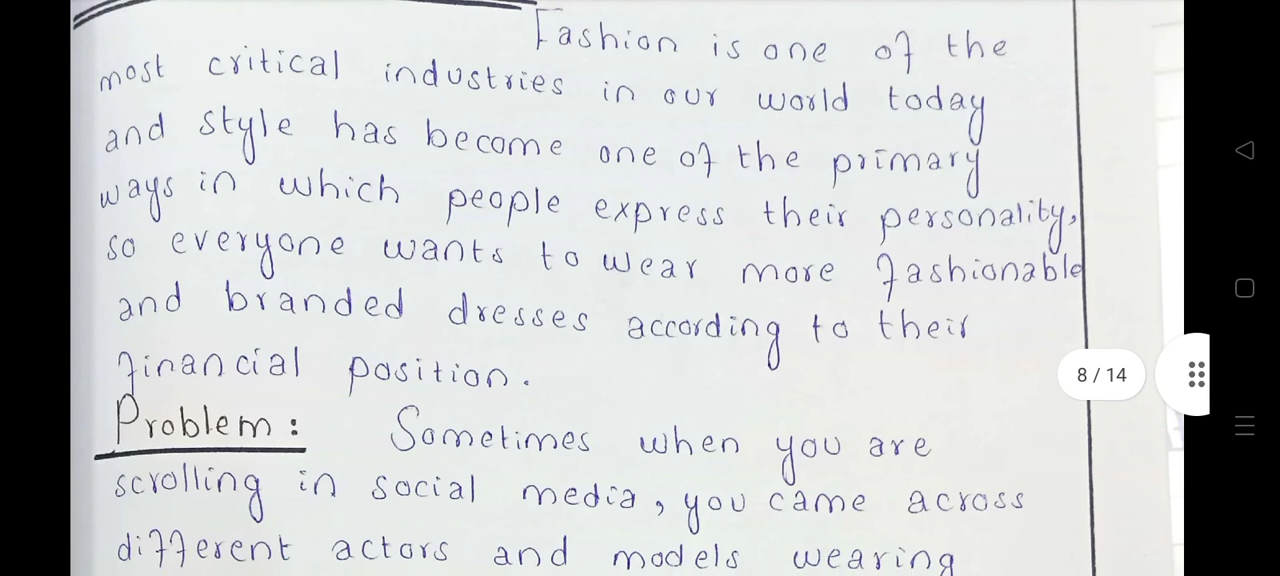 Fashion is one of the
most critical industries in our world today
and style has become one of the primary
ways in which people express their personality,
so everyone wants to wear more fashionable
and branded dresses according to their
financial position.
8 / 14
Problem: Sometimes when you are
scrolling in social media, you came across
different actors and models wearing